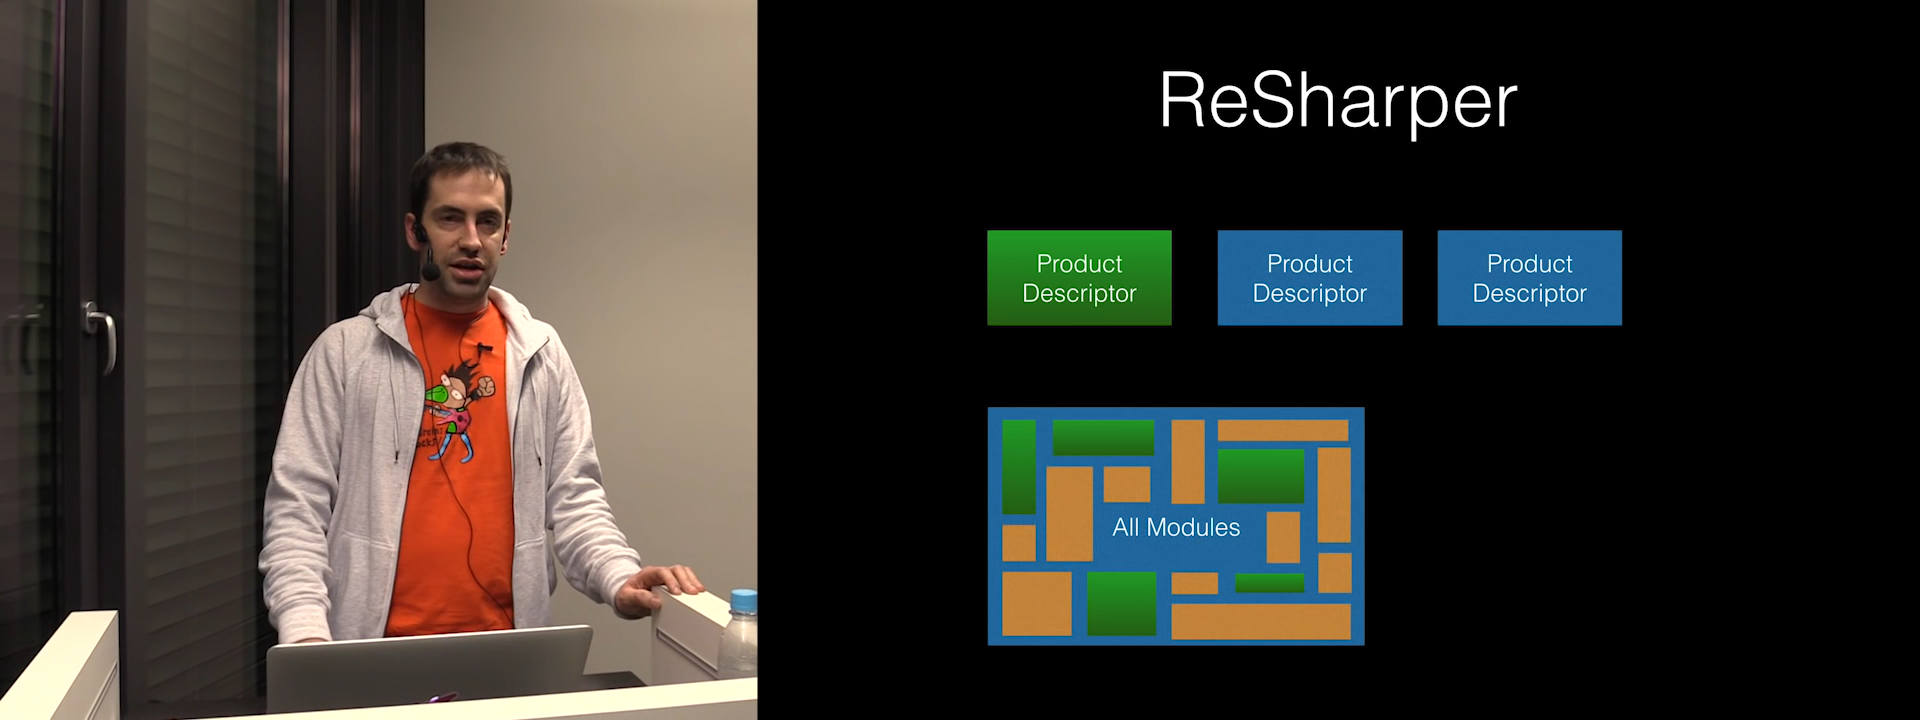 ReSharper
Product
Descriptor
Product
Descriptor
Product
Descriptor
All Modules